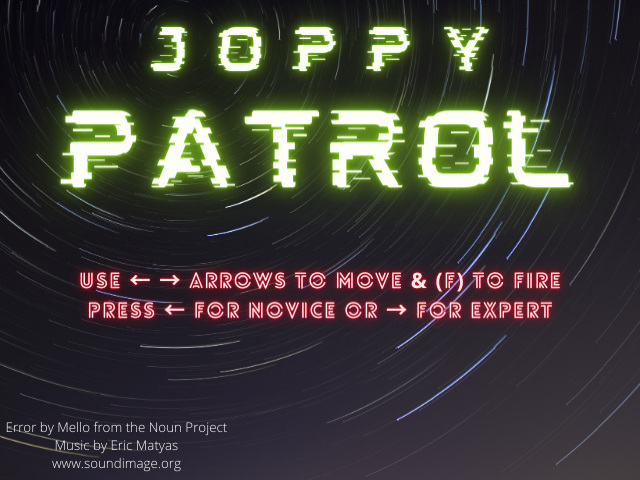 JOPPY
PATROL
USE ← → ARROWS TO MOVE & (F) TO FIRE
PRESS ← FOR NOVICE OR → FOR EXPERT
Error by Mello from the Noun Project
Music by Eric Matyas
www.soundimage.org